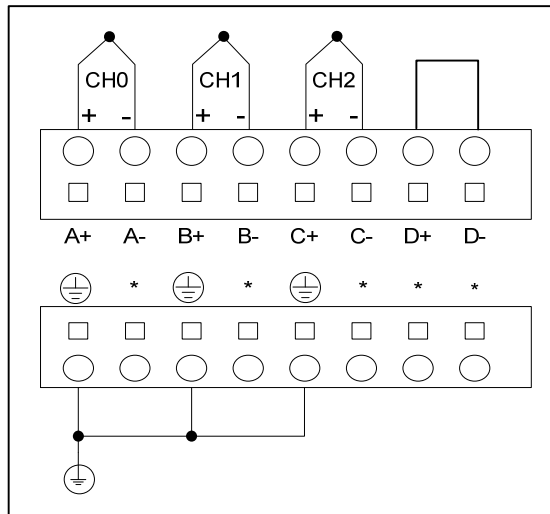 CH0 CH1 CH2
+ - + - + -
A+ A- B+ B- C+ C- D+ D-
* * * * *